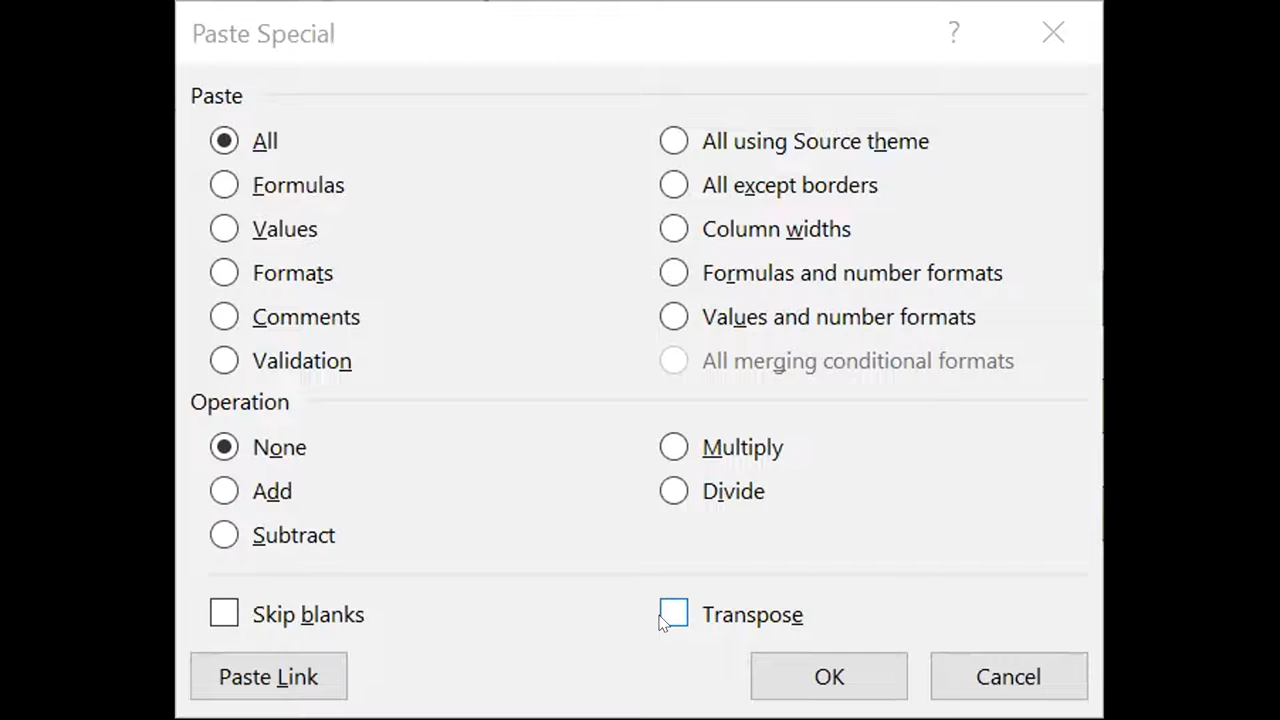 Paste Special ?
Paste
All
All using Source theme
Formulas
All except borders
Values
Column widths
Formats
Formulas and number formats
Comments
Values and number formats
Validation
All merging conditional formats
Operation
None
Multiply
Add
Divide
Subtract
Skip blanks
Transpose
Paste Link
OK
Cancel